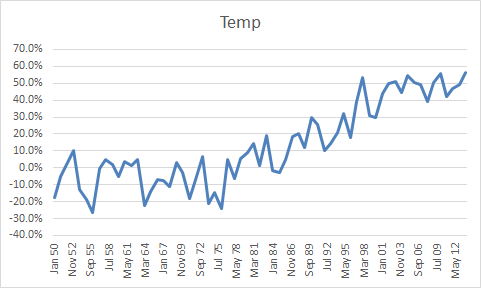 Temp
70.0%
60.0%
50.0%
40.0%
30.0%
20.0%
10.0%
0.0%
-10.0%
-20.0%
-30.0%
-40.0%
Jan 50
Nov 52
Sep 55
Jul 58
May 61
Mar 64
Jan 67
Nov 69
Sep 72
Jul 75
May 78
Mar 81
Jan 84
Nov 86
Sep 89
Jul 92
May 95
Mar 98
Jan 01
Nov 03
Sep 06
Jul 09
May 12